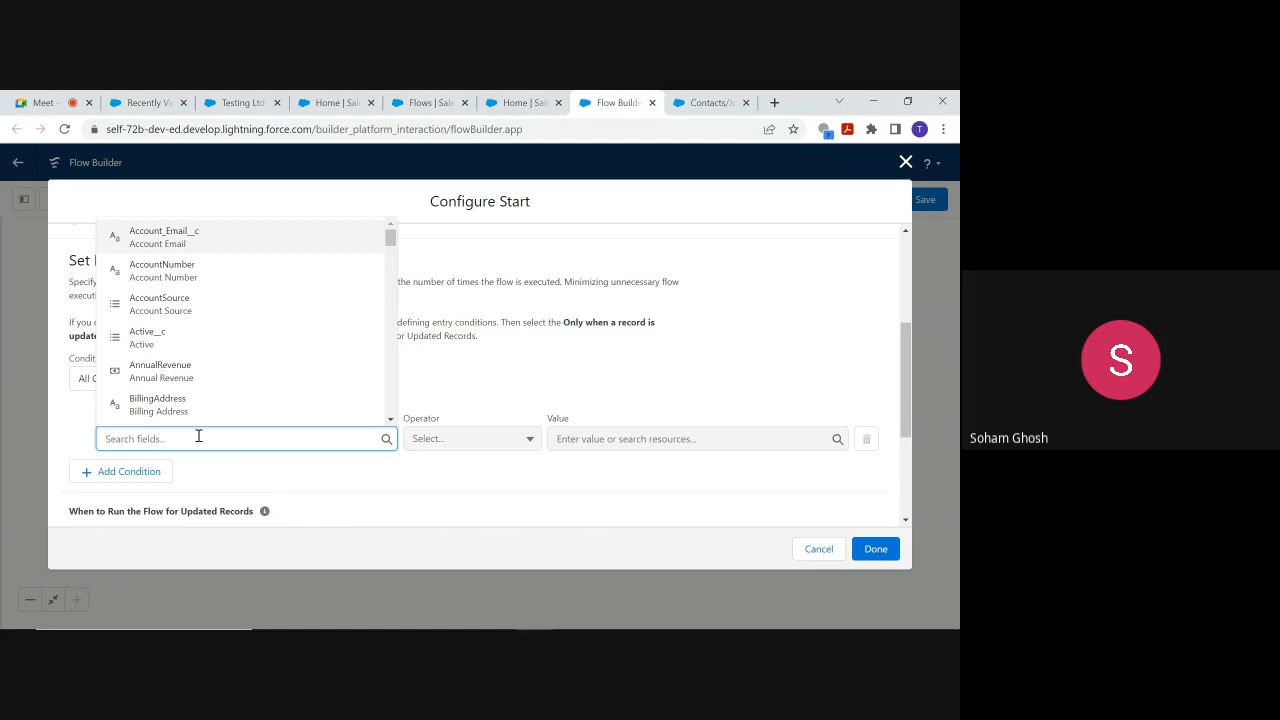 Meet -
Recently Vi
Testing Ltd
Home | Sal
Flows | Sale
Home | Sal
Flow Builde
Contacts/J
self-72b-dev-ed.develop.lightning.force.com/builder_platform_interaction/flowBuilder.app
T
Flow Builder
?
Save
Configure Start
Account_Email__c
Account Email
AccountNumber
Account Number
AccountSource
Account Source
Active__c
Active
AnnualRevenue
Annual Revenue
BillingAddress
Billing Address
Set
Specify
the number of times the flow is executed. Minimizing unnecessary flow
executi
If you
defining entry conditions. Then select the Only when a record is
update
or Updated Records.
Condit
All C
Operator
Value
Search fields...
Select...
Enter value or search resources...
+ Add Condition
When to Run the Flow for Updated Records
Cancel
Done
S
Soham Ghosh